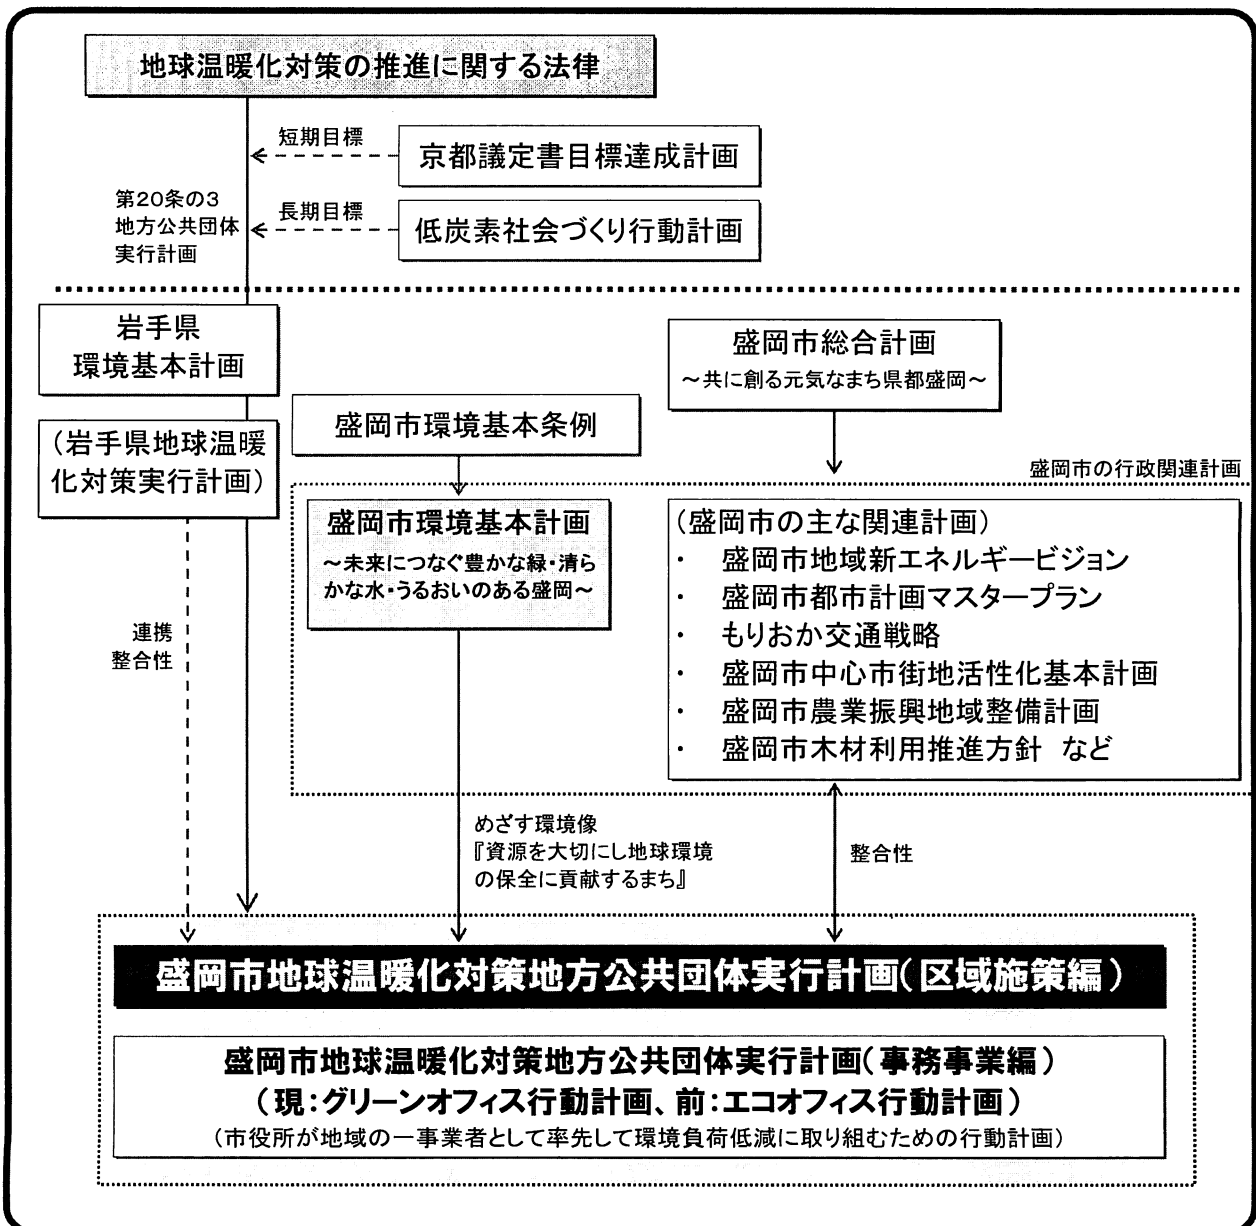 地球温暖化対策の推進に関する法律
短期目標
京都議定書目標達成計画
第20条の3
地方公共団体
実行計画
長期目標
低炭素社会づくり行動計画
岩手県
環境基本計画
(岩手県地球温暖
化対策実行計画)
盛岡市環境基本条例
盛岡市総合計画
~共に創る元気なまち県都盛岡~
盛岡市の行政関連計画
盛岡市環境基本計画
~未来につなぐ豊かな緑・清ら
かな水・うるおいのある盛岡~
(盛岡市の主な関連計画)
・ 盛岡市地域新エネルギービジョン
・ 盛岡市都市計画マスタープラン
・ もりおか交通戦略
・ 盛岡市中心市街地活性化基本計画
・ 盛岡市農業振興地域整備計画
・ 盛岡市木材利用推進方針 など
連携
整合性
めざす環境像
『資源を大切にし地球環境
の保全に貢献するまち』
整合性
盛岡市地球温暖化対策地方公共団体実行計画(区域施策編)
盛岡市地球温暖化対策地方公共団体実行計画(事務事業編)
(現:グリーンオフィス行動計画、前:エコオフィス行動計画)
(市役所が地域の一事業者として率先して環境負荷低減に取り組むための行動計画)